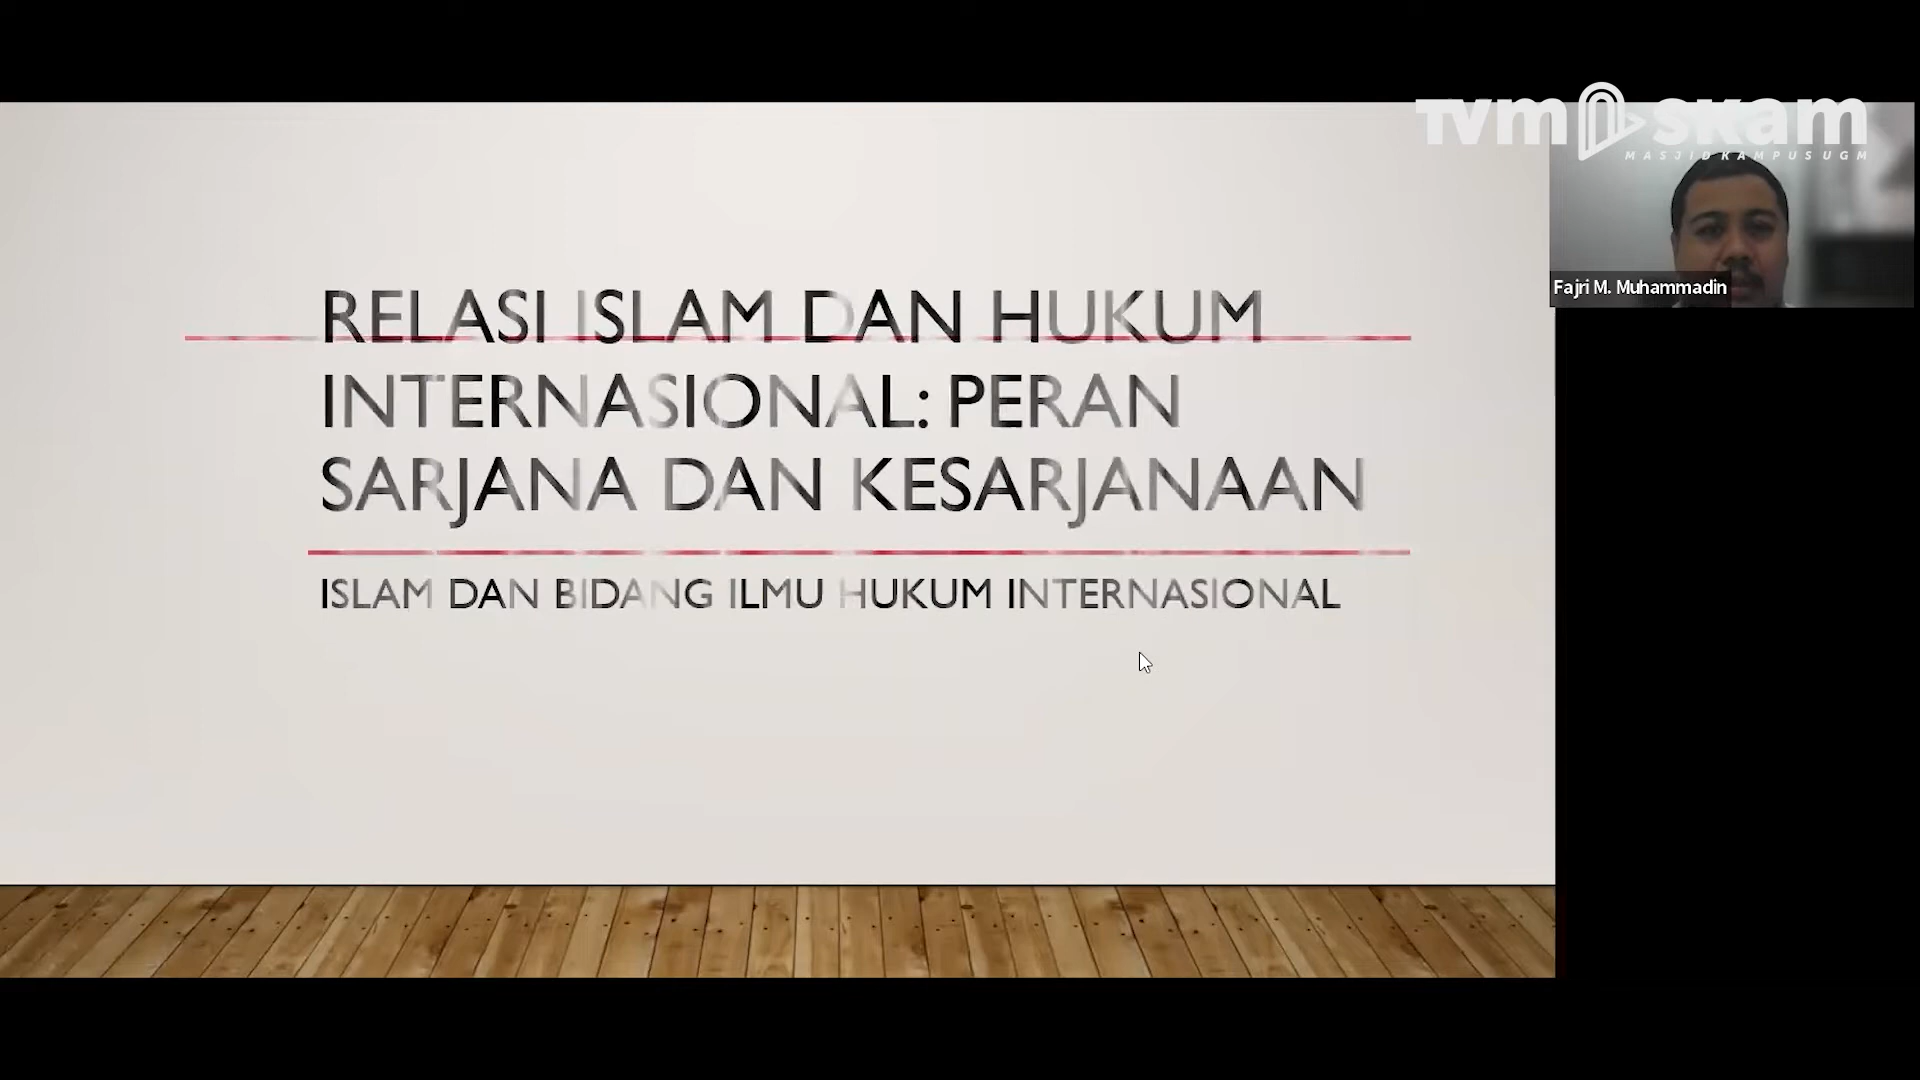 TVM SKAM
MASJID KAMPUS UGM
Fajri M. Muhammadin
RELASI ISLAM DAN HUKUM
INTERNASIONAL: PERAN
SARJANA DAN KESARJANAAN
ISLAM DAN BIDANG ILMU HUKUM INTERNASIONAL